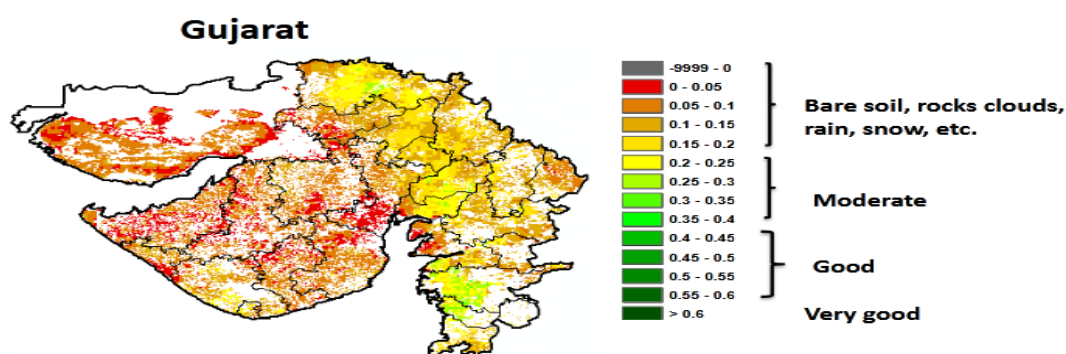 Gujarat
-9999 - 0
0 - 0.05
0.05 - 0.1
0.1 - 0.15
0.15 - 0.2
0.2 - 0.25
0.25 - 0.3
0.3 - 0.35
0.35 - 0.4
0.4 - 0.45
0.45 - 0.5
0.5 - 0.55
0.55 - 0.6
> 0.6
Bare soil, rocks clouds,
rain, snow, etc.
Moderate
Good
Very good